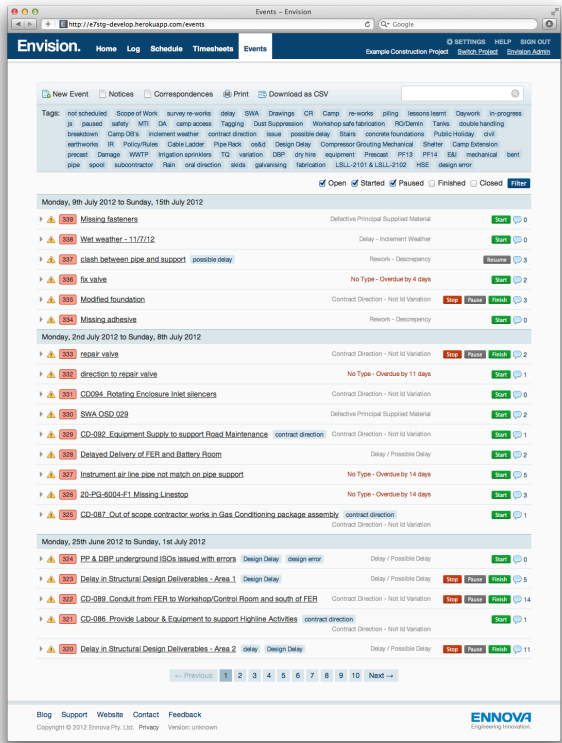 Events – Envision
http://e7stg-develop.herokuapp.com/events
Google
Envision. Home Log Schedule Timesheets Events
SETTINGS HELP SIGN OUT
Example Construction Project Switch Project Envision Admin
New Event Notices Correspondences Print Download as CSV
Tags: not scheduled Scope of Work survey re-works delay SWA Drawings CR Camp re-works piling lessons learnt Daywork in-progress
js paused safety MTI DA camp access Tagging Dust Suppression Workshop safe fabrication RO/Demin Tanks double handling
breakdown Camp DB's inclement weather contract direction issue possible delay Stairs concrete foundations Public Holiday civil
earthworks IR Policy/Rules Cable Ladder Pipe Rack os&d Design Delay Compressor Grouting Mechanical Shelter Camp Extension
precast Damage WWTP Irrigation sprinklers TQ variation DBP dry hire equipment Prescast PF13 PF14 E&I mechanical bent
pipe spool subcontractor Rain oral direction skids galvanising fabrication LSLL-2101 & LSLL-2102 HSE design error
Open Started Paused Finished Closed Filter
Monday, 9th July 2012 to Sunday, 15th July 2012
339 Missing fasteners Defective Principal Supplied Material Start 0
338 Wet weather - 11/7/12 Delay - Inclement Weather Start 0
337 clash between pipe and support possible delay Rework - Descrepency Resume 3
336 fix valve No Type - Overdue by 4 days Start 2
335 Modified foundation Contract Direction - Not Id Variation Stop Pause Finish 3
334 Missing adhesive Rework - Descrepency Start 0
Monday, 2nd July 2012 to Sunday, 8th July 2012
333 repair valve Contract Direction - Not Id Variation Stop Pause Finish 2
332 direction to repair valve No Type - Overdue by 11 days Start 1
331 CD094_Rotating Enclosure Inlet silencers Contract Direction - Not Id Variation Start 0
330 SWA OSD 029 Defective Principal Supplied Material Start 2
329 CD-092_Equipment Supply to support Road Maintenance contract direction Contract Direction - Not Id Variation Start 1
328 Delayed Delivery of FER and Battery Room Delay / Possible Delay Start 2
327 Instrument air line pipe not match on pipe support No Type - Overdue by 14 days Start 5
326 20-PG-6004-F1 Missing Linestop No Type - Overdue by 14 days Start 3
325 CD-087_Out of scope contractor works in Gas Conditioning package assembly contract direction Start 1
Contract Direction - Not Id Variation
Monday, 25th June 2012 to Sunday, 1st July 2012
324 PP & DBP underground ISOs issued with errors Design Delay design error Delay / Possible Delay Start 0
323 Delay in Structural Design Deliverables - Area 1 Design Delay Delay / Possible Delay Stop Pause Finish 5
322 CD-089_Conduit from FER to Workshop/Control Room and south of FER Contract Direction - Not Id Variation Stop Pause Finish 14
321 CD-086_Provide Labour & Equipment to support Highline Activities contract direction Start 1
Contract Direction - Not Id Variation
320 Delay in Structural Design Deliverables - Area 2 delay Design Delay Delay / Possible Delay Stop Pause Finish 11
← Previous 1 2 3 4 5 6 7 8 9 10 Next →
Blog Support Website Contact Feedback
Copyright © 2012 Ennova Pty. Ltd. Privacy Version: unknown
ENNOVA
Engineering Innovation.